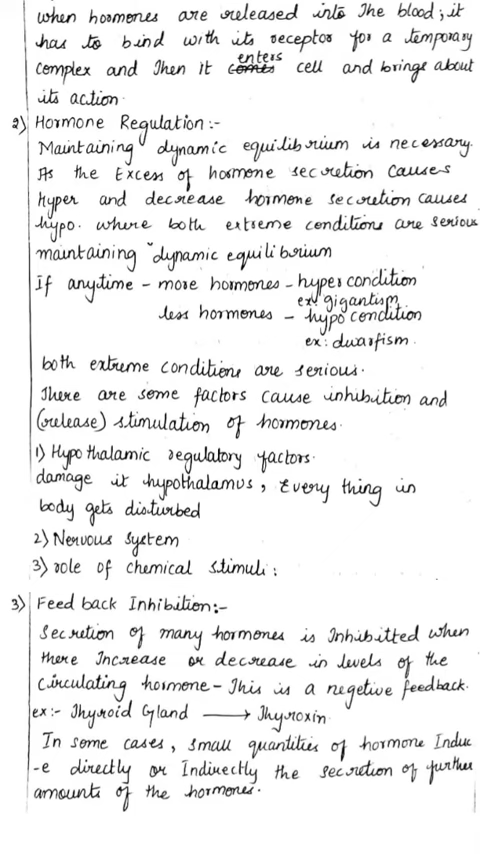 when hormones are released into The blood; it
has to bind with its receptor for a temporary
complex and Then it enters cell and brings about
its action.
2) Hormone Regulation:-
Maintaining dynamic equilibrium is necessary.
As the Excess of hormone secretion causes
hyper and decrease hormone secretion causes
hypo. where both extreme conditions are serious
maintaining "dynamic equilibrium
If anytime - more hormones - hyper condition
ex: gigantism
less hormones - hypo condition
ex: dwarfism.
both extreme conditions are serious.
There are some factors cause inhibition and
(release) stimulation of hormones.
1) Hypothalamic regulatory factors.
damage it hypothalamus, Every thing in
body gets disturbed
2) Nervous System
3) role of chemical stimuli:
3) Feed back Inhibition:-
Secretion of many hormones is Inhibitted when
there Increase or decrease in levels of the
Circulating hormone - This is a negetive feedback.
ex:- Thyroid Gland ⟶ Thyroxin.
In some cases, small quantities of hormone Induc
-e directly or Indirectly the secretion of further
amounts of the hormones.